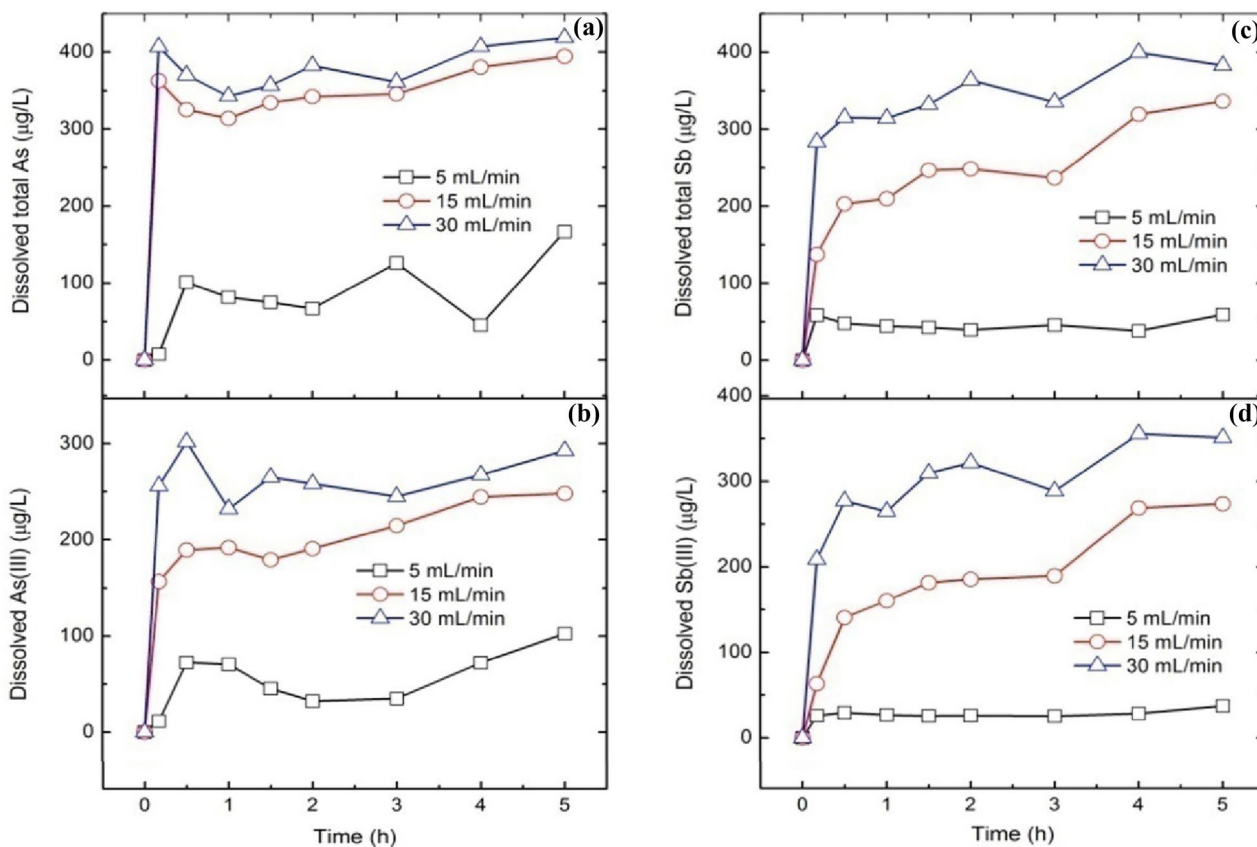 (a)
Dissolved total As (μg/L)
400
300
200
100
0
5 mL/min
15 mL/min
30 mL/min
(b)
Dissolved As(III) (μg/L)
300
200
100
0
5 mL/min
15 mL/min
30 mL/min
0 1 2 3 4 5
Time (h)
(c)
Dissolved total Sb (μg/L)
400
300
200
100
0
5 mL/min
15 mL/min
30 mL/min
(d)
Dissolved Sb(III) (μg/L)
400
300
200
100
0
5 mL/min
15 mL/min
30 mL/min
0 1 2 3 4 5
Time (h)